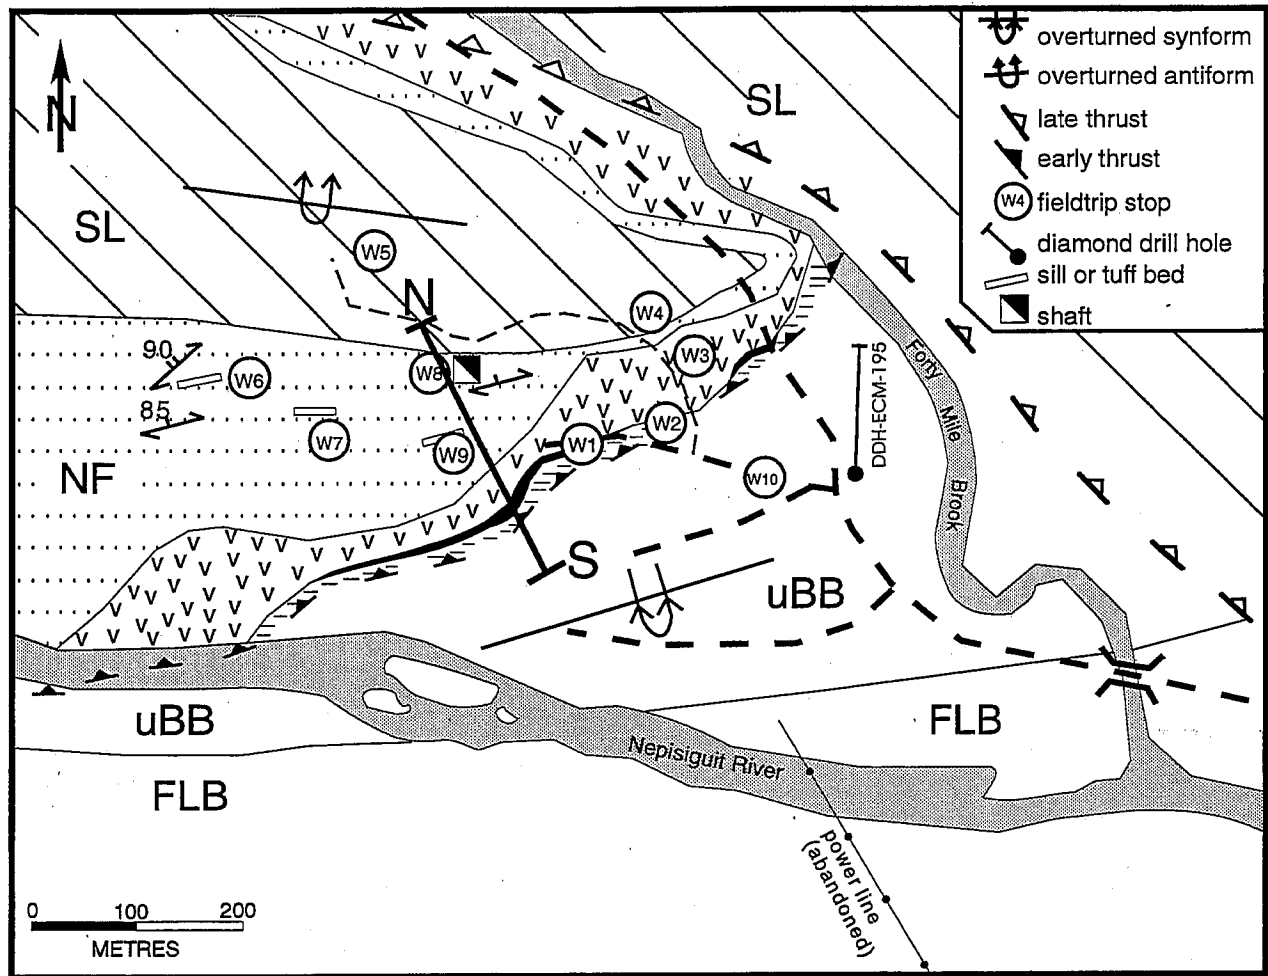 overturned synform
overturned antiform
late thrust
early thrust
W4 fieldtrip stop
diamond drill hole
sill or tuff bed
shaft
N
SL
SL
W5
N
W4
W3
90
W6
W8
85
W7
W9
W1
W2
W10
DDH-ECM-195
Forty
Mile
Brook
NF
S
uBB
uBB
FLB
FLB
Nepisiguit River
power line
(abandoned)
0 100 200
METRES
V